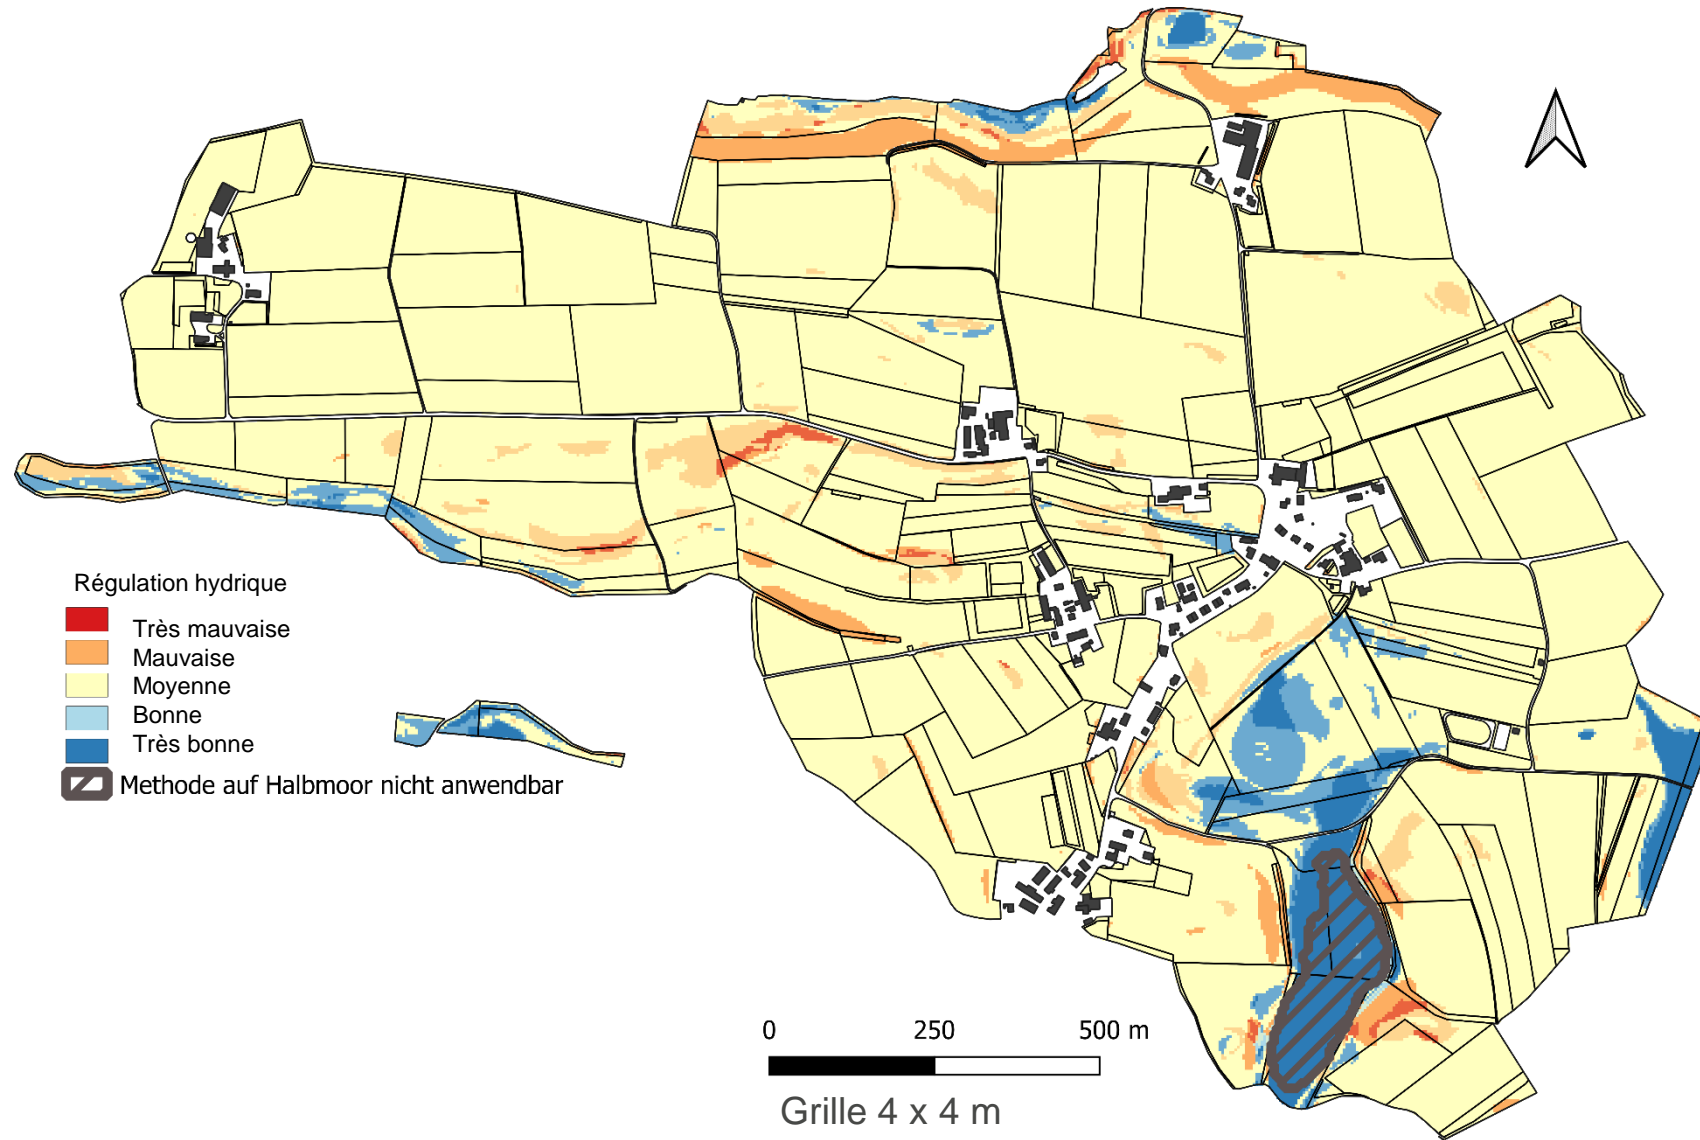 Régulation hydrique
Très mauvaise
Mauvaise
Moyenne
Bonne
Très bonne
Methode auf Halbmoor nicht anwendbar
0 250 500 m
Grille 4 x 4 m